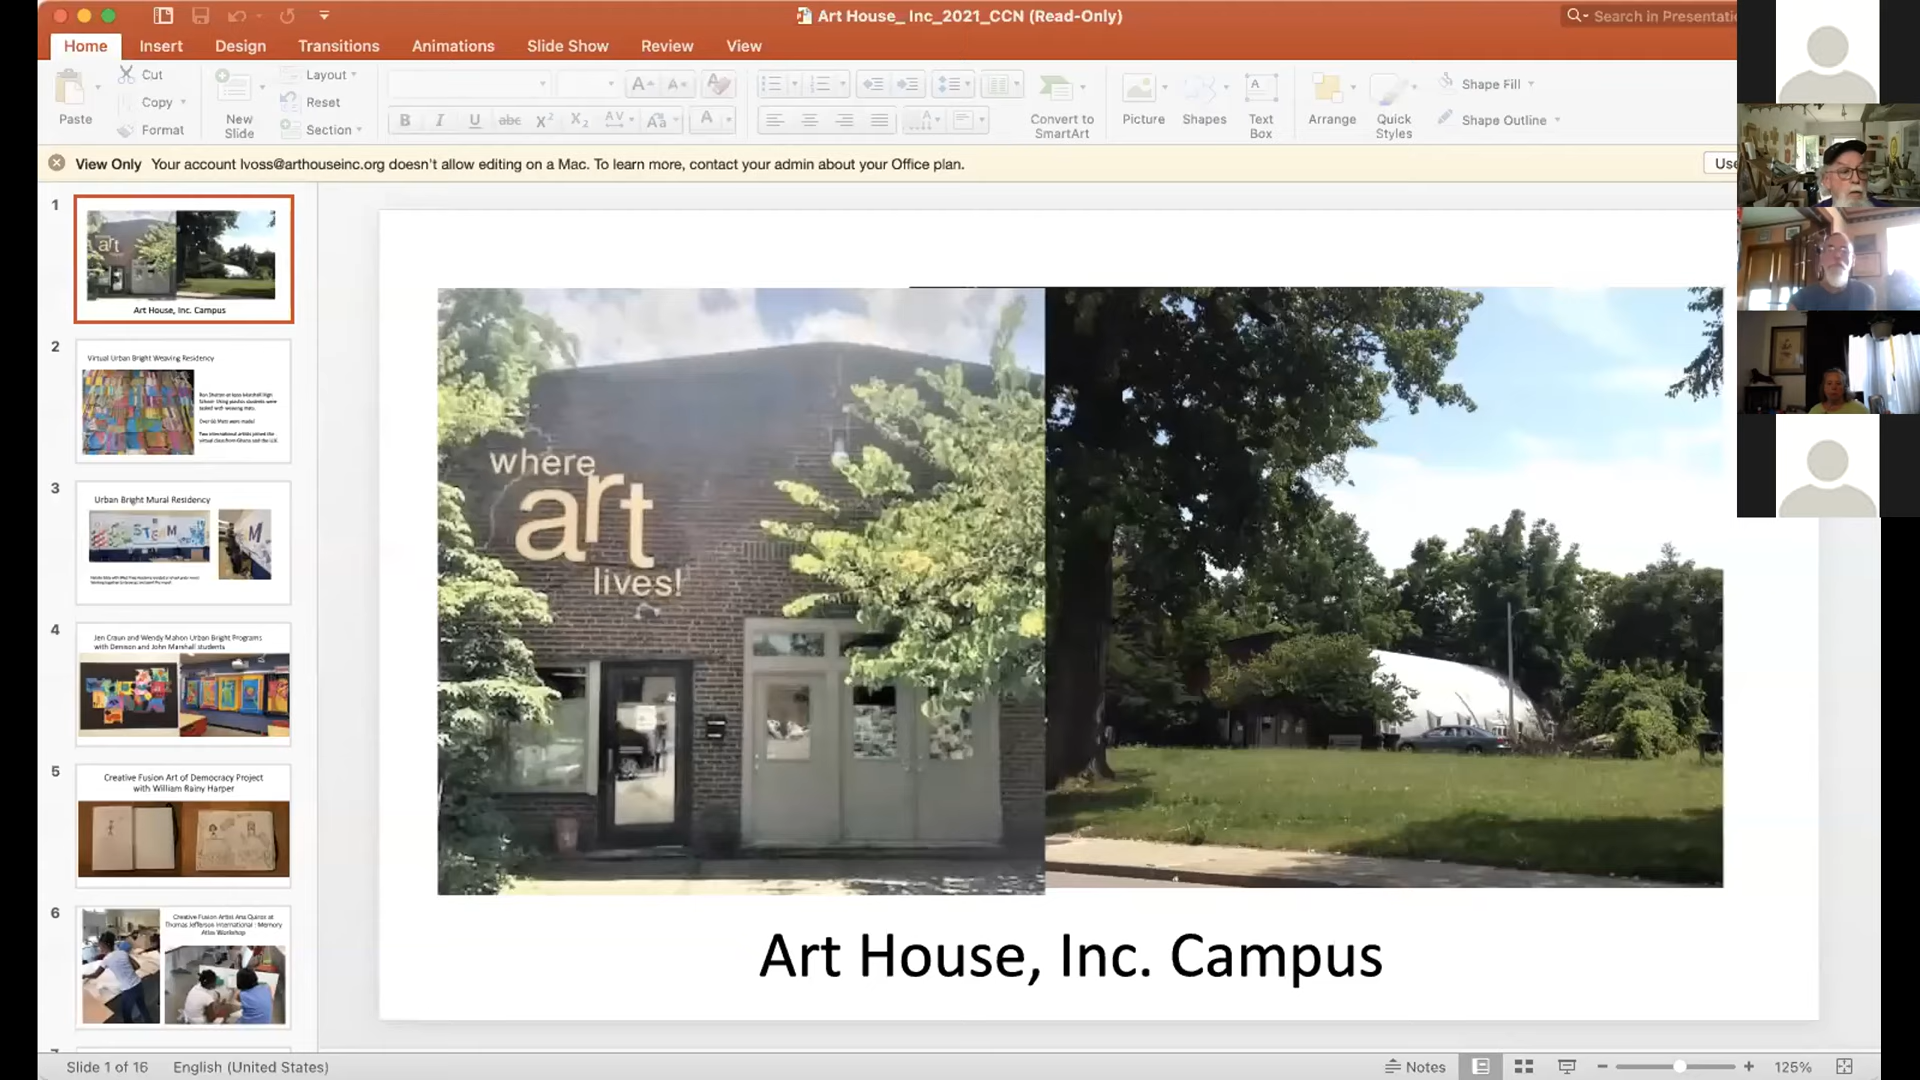 Art House_ Inc_2021_CCN (Read-Only)
Search in Presentatio
Home
Insert
Design
Transitions
Animations
Slide Show
Review
View
Paste
Cut
Copy
Format
New
Slide
Layout
Reset
Section
Convert to
SmartArt
Picture
Shapes
Text
Box
Arrange
Quick
Styles
Shape Fill
Shape Outline
View Only Your account lvoss@arthouseinc.org doesn't allow editing on a Mac. To learn more, contact your admin about your Office plan.
Use
1
art
Art House, Inc. Campus
2
Virtual Urban Bright Weaving Residency
3
Urban Bright Mural Residency
STEAM
M
4
Jen Craun and Wendy Mahon Urban Bright Programs
with Denison and John Marshall students
5
Creative Fusion Art of Democracy Project
with William Rainy Harper
6
Creative Fusion Artist Ana Quiroz at
Thomas Jefferson International : Memory
Atlas Workshop
where
art
lives!
Art House, Inc. Campus
Slide 1 of 16
English (United States)
Notes
125%